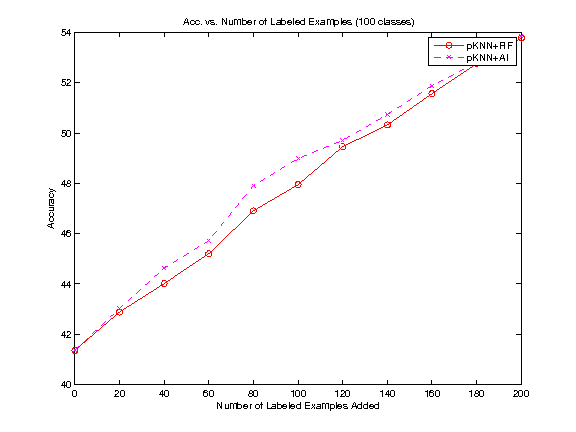 Acc. vs. Number of Labeled Examples (100 classes)
54
52
50
48
46
44
42
40
Accuracy
pKNN+RF
pKNN+AI
0 20 40 60 80 100 120 140 160 180 200
Number of Labeled Examples Added